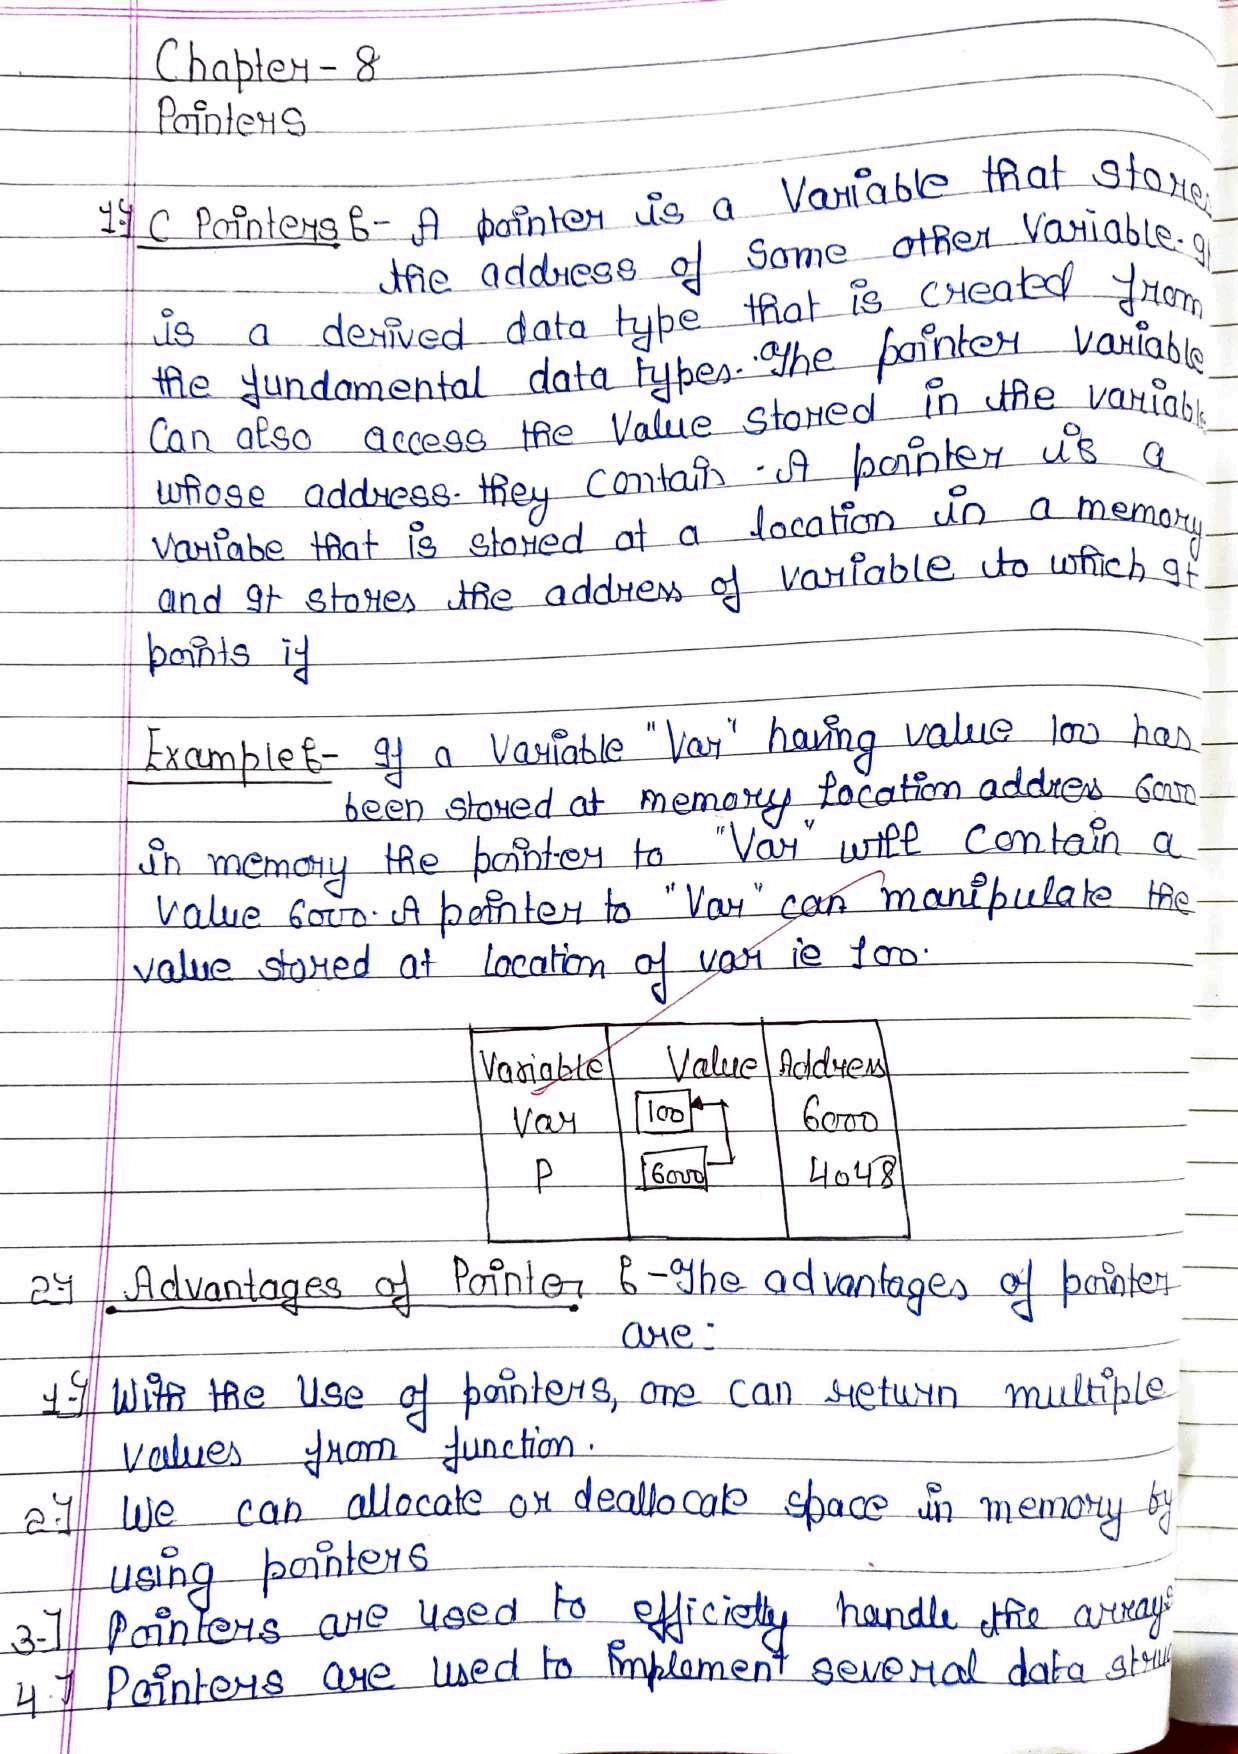 Chapter - 8
Pointers
1) C Pointers :- A pointer is a Variable that store
the address of Some other Variable. It
is a derived data type that is created from
the fundamental data types. The pointer variable
Can also access the Value stored in the variabl
whose address. they Contain. A pointer is a
variabe that is stored at a location in a memory
and It stores the address of variable to which It
points if
Example :- If a Variable "Var" having value 100 has
been stored at memory location address 6000
in memory the pointer to "Var" will contain a
Value 6000. A pointer to "Var" can manipulate the
value stored at location of var ie 100.
Variable Value Address
Var 100 6000
P 6000 4048
2) Advantages of Pointer :- The advantages of pointer
are :
1) With the Use of pointers, one can return multiple
values from function.
2) We can allocate or deallocate space in memory by
using pointers
3) Pointers are used to efficietly handle the arrays
4) Pointers are used to implement several data struc